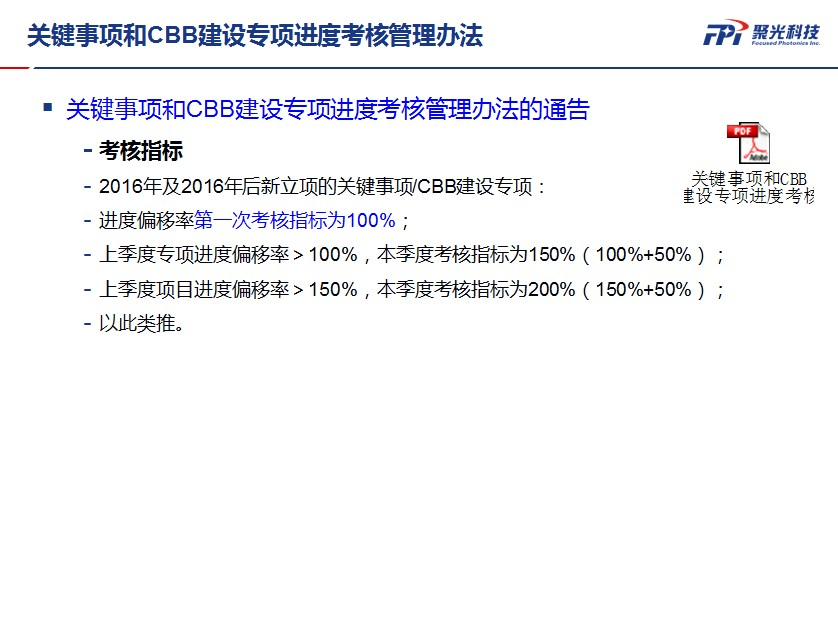 关键事项和CBB建设专项进度考核管理办法
FPI 聚光科技
Focused Photonics Inc.
关键事项和CBB建设专项进度考核管理办法的通告
- 考核指标
- 2016年及2016年后新立项的关键事项/CBB建设专项：
- 进度偏移率第一次考核指标为100%；
- 上季度专项进度偏移率＞100%，本季度考核指标为150%（100%+50%）；
- 上季度项目进度偏移率＞150%，本季度考核指标为200%（150%+50%）；
- 以此类推。
PDF
Adobe
关键事项和CBB
建设专项进度考核